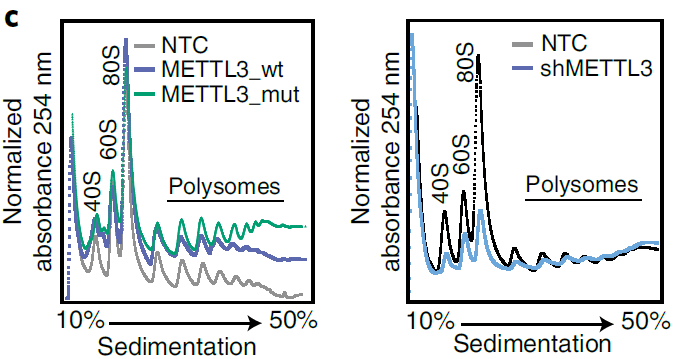 c
Normalized
absorbance 254 nm
40S
60S
80S
NTC
METTL3_wt
METTL3_mut
Polysomes
10% 50%
Sedimentation
Normalized
absorbance 254 nm
40S
60S
80S
NTC
shMETTL3
Polysomes
10% 50%
Sedimentation